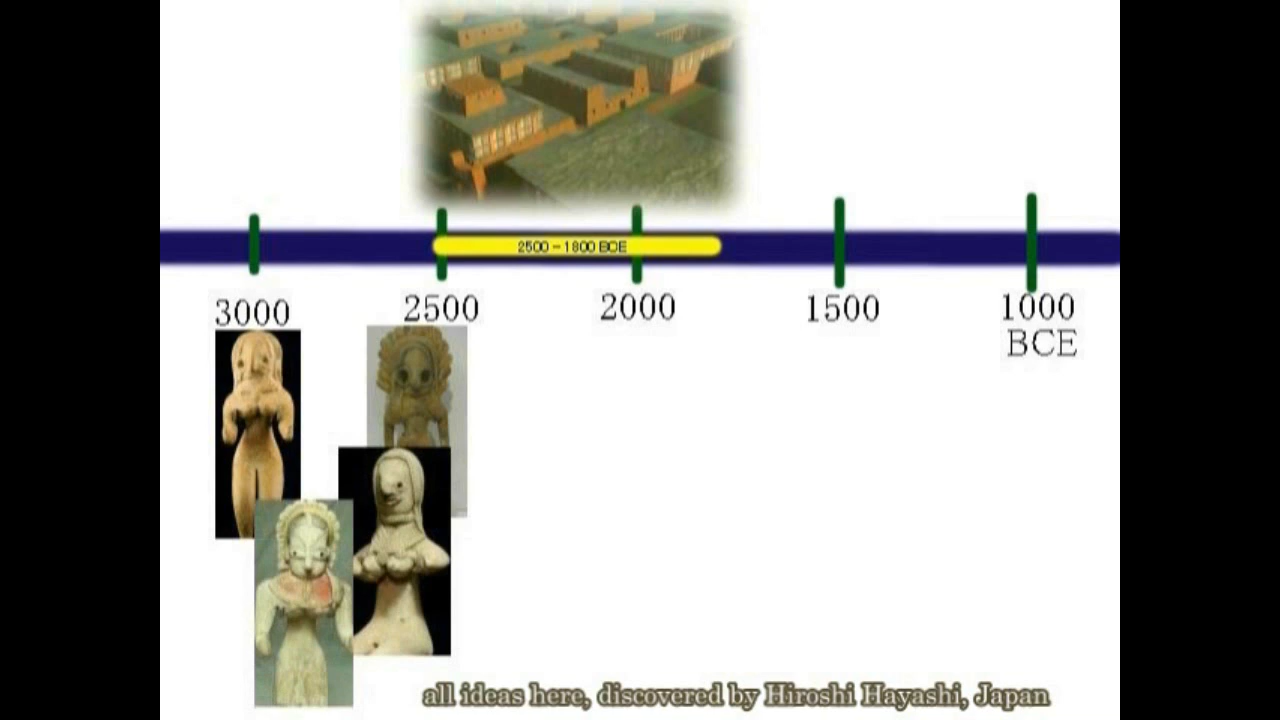 2500 - 1800 BCE
3000 2500 2000 1500 1000
BCE
all ideas here, discovered by Hiroshi Hayashi, Japan